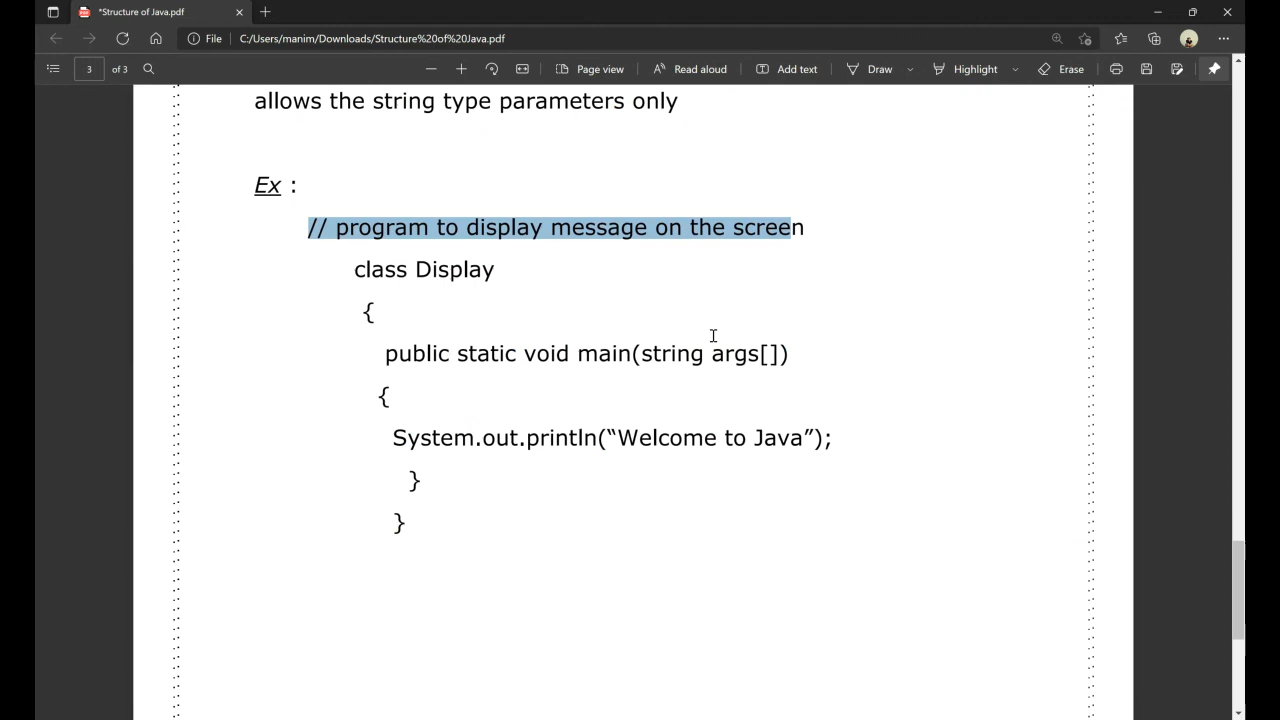 *Structure of Java.pdf
File C:/Users/manim/Downloads/Structure%20of%20Java.pdf
3 of 3 Page view Read aloud Add text Draw Highlight Erase
allows the string type parameters only
Ex :
// program to display message on the screen
class Display
{
public static void main(string args[])
{
System.out.println(“Welcome to Java”);
}
}